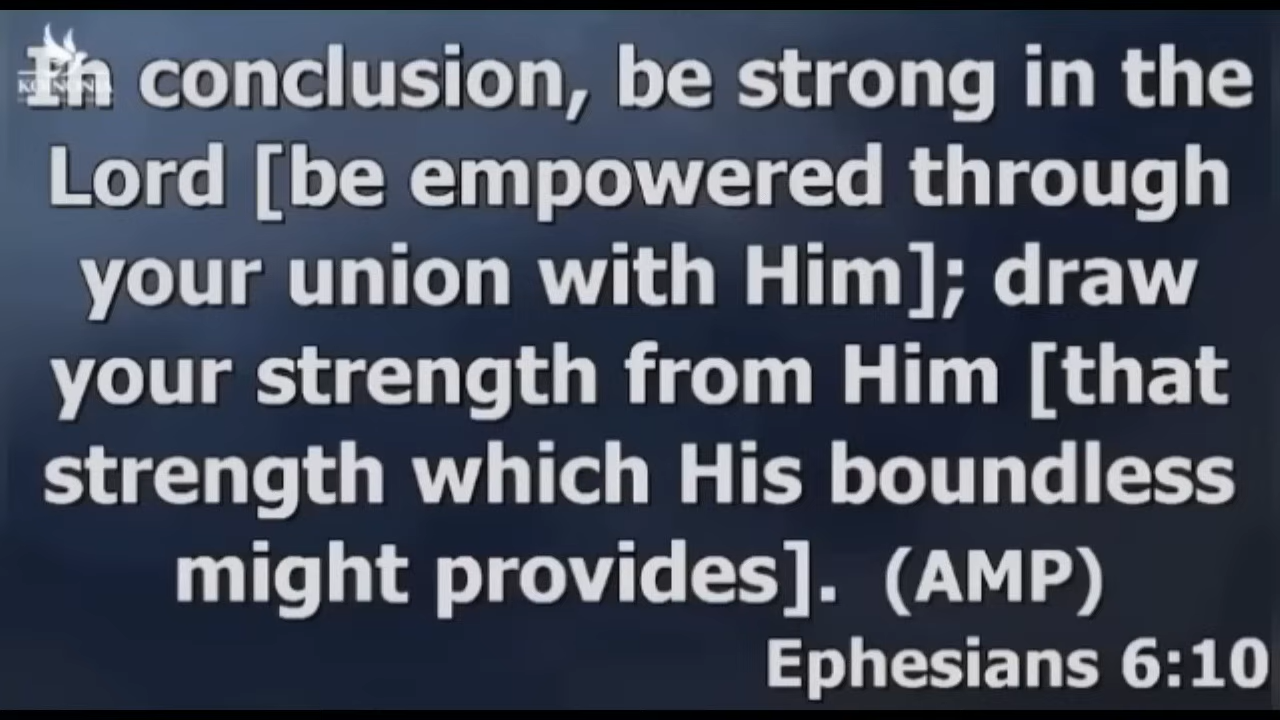 KOINONIA
In conclusion, be strong in the
Lord [be empowered through
your union with Him]; draw
your strength from Him [that
strength which His boundless
might provides]. (AMP)
Ephesians 6:10